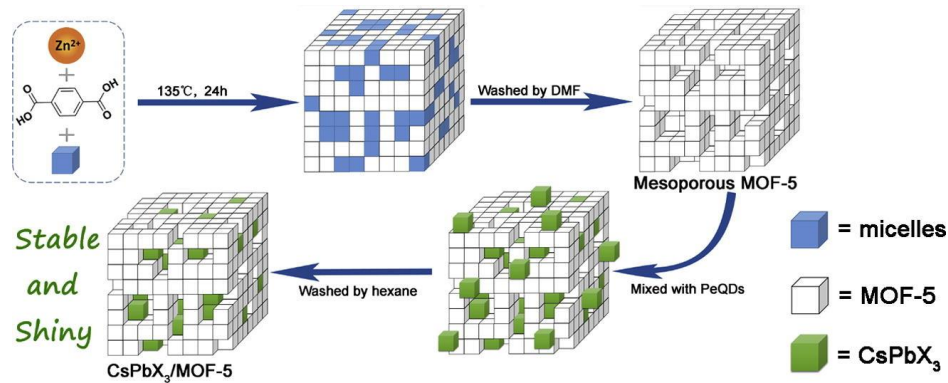 Zn²⁺
+
O
OH
HO
O
+
135℃, 24h
Washed by DMF
Mesoporous MOF-5
Stable
and
Shiny
Washed by hexane
Mixed with PeQDs
CsPbX₃/MOF-5
= micelles
= MOF-5
= CsPbX₃